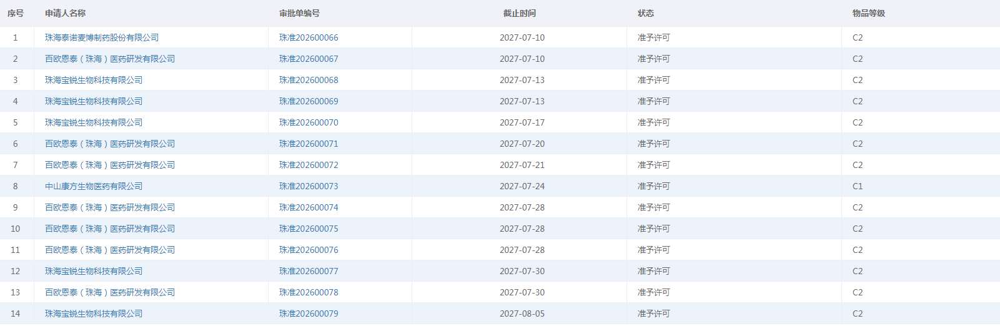 序号 申请人名称 审批单编号 截止时间 状态 物品等级
1 珠海泰诺麦博制药股份有限公司 珠准202600066 2027-07-10 准予许可 C2
2 百欧恩泰（珠海）医药研发有限公司 珠准202600067 2027-07-10 准予许可 C2
3 珠海宝锐生物科技有限公司 珠准202600068 2027-07-13 准予许可 C2
4 珠海宝锐生物科技有限公司 珠准202600069 2027-07-13 准予许可 C2
5 珠海宝锐生物科技有限公司 珠准202600070 2027-07-17 准予许可 C2
6 百欧恩泰（珠海）医药研发有限公司 珠准202600071 2027-07-20 准予许可 C2
7 百欧恩泰（珠海）医药研发有限公司 珠准202600072 2027-07-21 准予许可 C2
8 中山康方生物医药有限公司 珠准202600073 2027-07-24 准予许可 C1
9 百欧恩泰（珠海）医药研发有限公司 珠准202600074 2027-07-28 准予许可 C2
10 百欧恩泰（珠海）医药研发有限公司 珠准202600075 2027-07-28 准予许可 C2
11 百欧恩泰（珠海）医药研发有限公司 珠准202600076 2027-07-28 准予许可 C2
12 珠海宝锐生物科技有限公司 珠准202600077 2027-07-30 准予许可 C2
13 百欧恩泰（珠海）医药研发有限公司 珠准202600078 2027-07-30 准予许可 C2
14 珠海宝锐生物科技有限公司 珠准202600079 2027-08-05 准予许可 C2